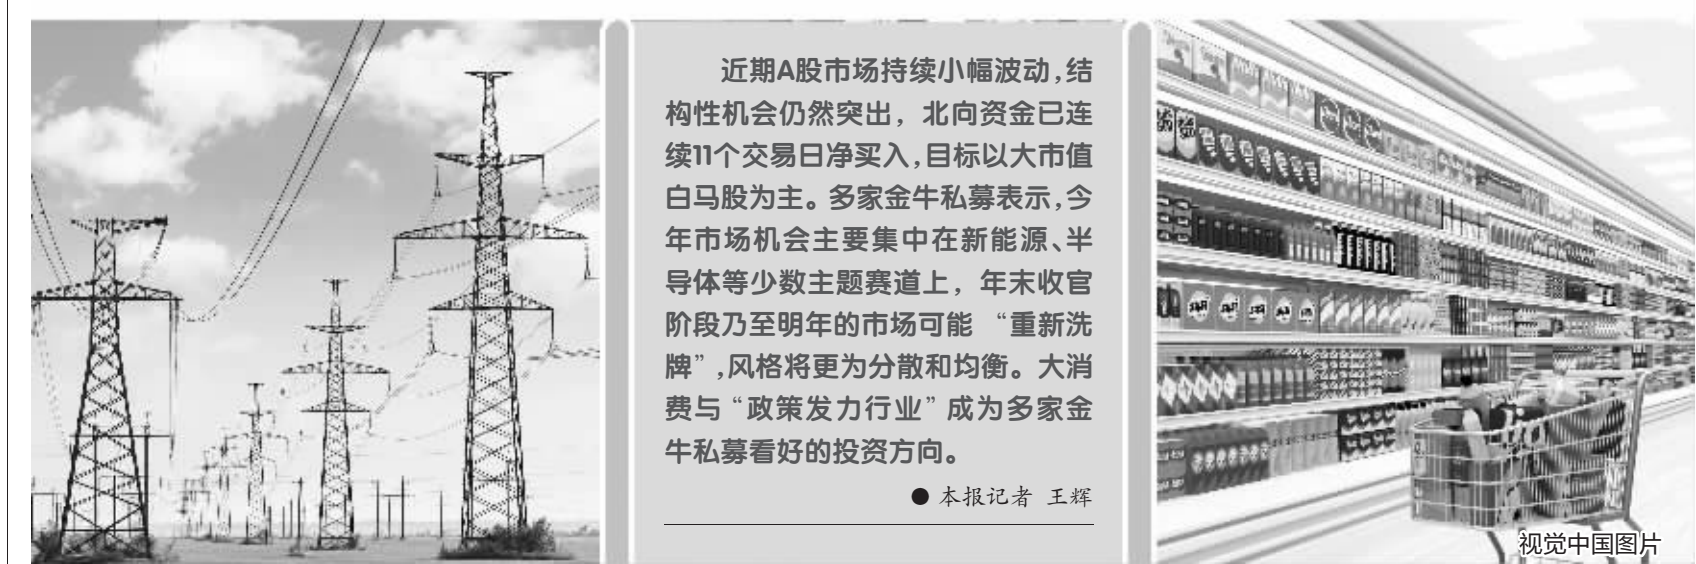 近期A股市场持续小幅波动，结
构性机会仍然突出，北向资金已连
续11个交易日净买入，目标以大市值
白马股为主。多家金牛私募表示，今
年市场机会主要集中在新能源、半
导体等少数主题赛道上，年末收官
阶段乃至明年的市场可能“重新洗
牌”，风格将更为分散和均衡。大消
费与“政策发力行业”成为多家金
牛私募看好的投资方向。
● 本报记者 王辉
视觉中国图片